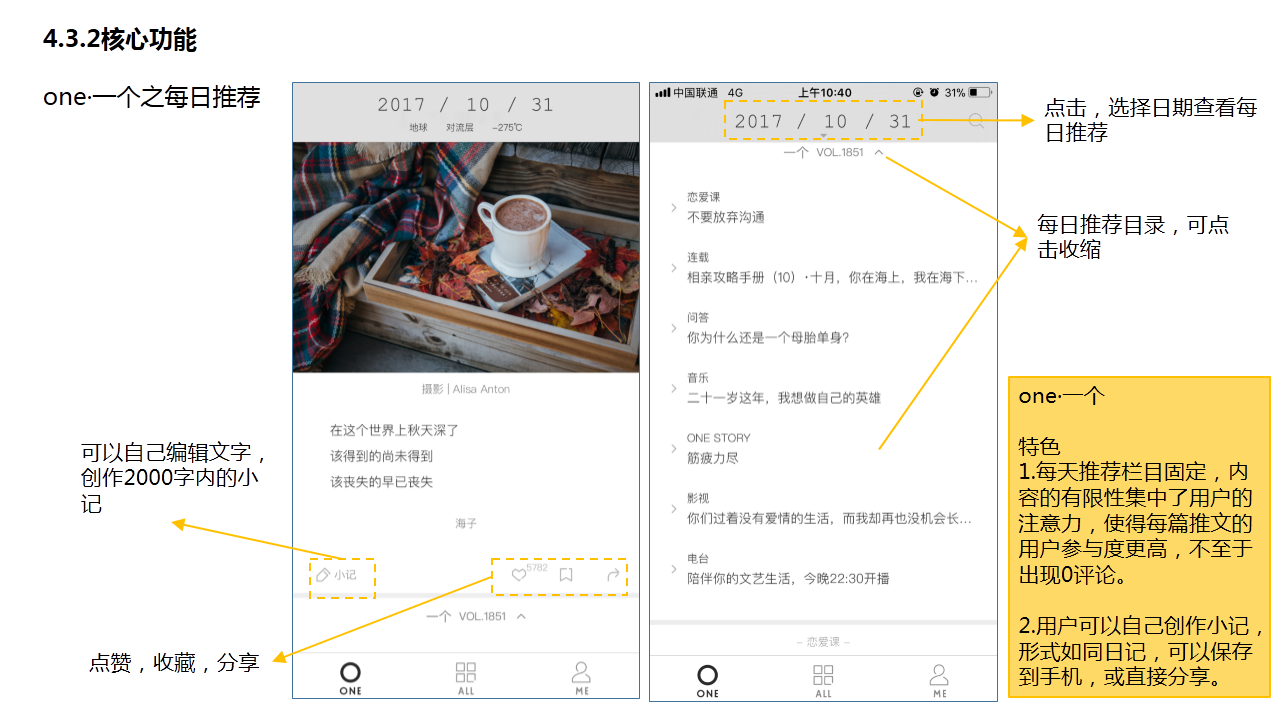 4.3.2核心功能
one·一个之每日推荐
2017 / 10 / 31
地球 对流层 -275℃
摄影 | Alisa Anton
在这个世界上秋天深了
该得到的尚未得到
该丧失的早已丧失
海子
小记
5782
一个 VOL.1851
ONE ALL ME
可以自己编辑文字，
创作2000字内的小
记
点赞，收藏，分享
中国联通 4G 上午10:40 31%
2017 / 10 / 31
一个 VOL.1851
恋爱课
不要放弃沟通
连载
相亲攻略手册（10）·十月，你在海上，我在海下…
问答
你为什么还是一个母胎单身？
音乐
二十一岁这年，我想做自己的英雄
ONE STORY
筋疲力尽
影视
你们过着没有爱情的生活，而我却再也没机会长…
电台
陪伴你的文艺生活，今晚22:30开播
– 恋爱课 –
ONE ALL ME
点击，选择日期查看每
日推荐
每日推荐目录，可点
击收缩
one·一个
特色
1.每天推荐栏目固定，内
容的有限性集中了用户的
注意力，使得每篇推文的
用户参与度更高，不至于
出现0评论。
2.用户可以自己创作小记，
形式如同日记，可以保存
到手机，或直接分享。